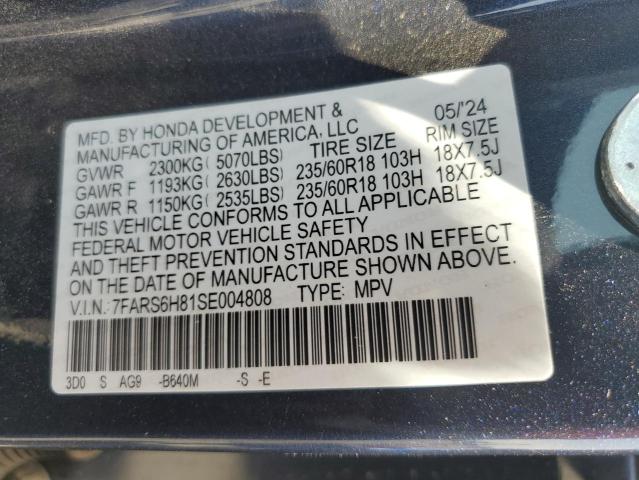 MFD. BY HONDA DEVELOPMENT & 05/'24
MANUFACTURING OF AMERICA, LLC
GVWR 2300KG ( 5070LBS) TIRE SIZE RIM SIZE
GAWR F 1193KG ( 2630LBS) 235/60R18 103H 18X7.5J
GAWR R 1150KG ( 2535LBS) 235/60R18 103H 18X7.5J
THIS VEHICLE CONFORMS TO ALL APPLICABLE
FEDERAL MOTOR VEHICLE SAFETY
AND THEFT PREVENTION STANDARDS IN EFFECT
ON THE DATE OF MANUFACTURE SHOWN ABOVE.
V.I.N.: 7FARS6H81SE004808 TYPE: MPV
3D0 S AG9 -B640M -S -E